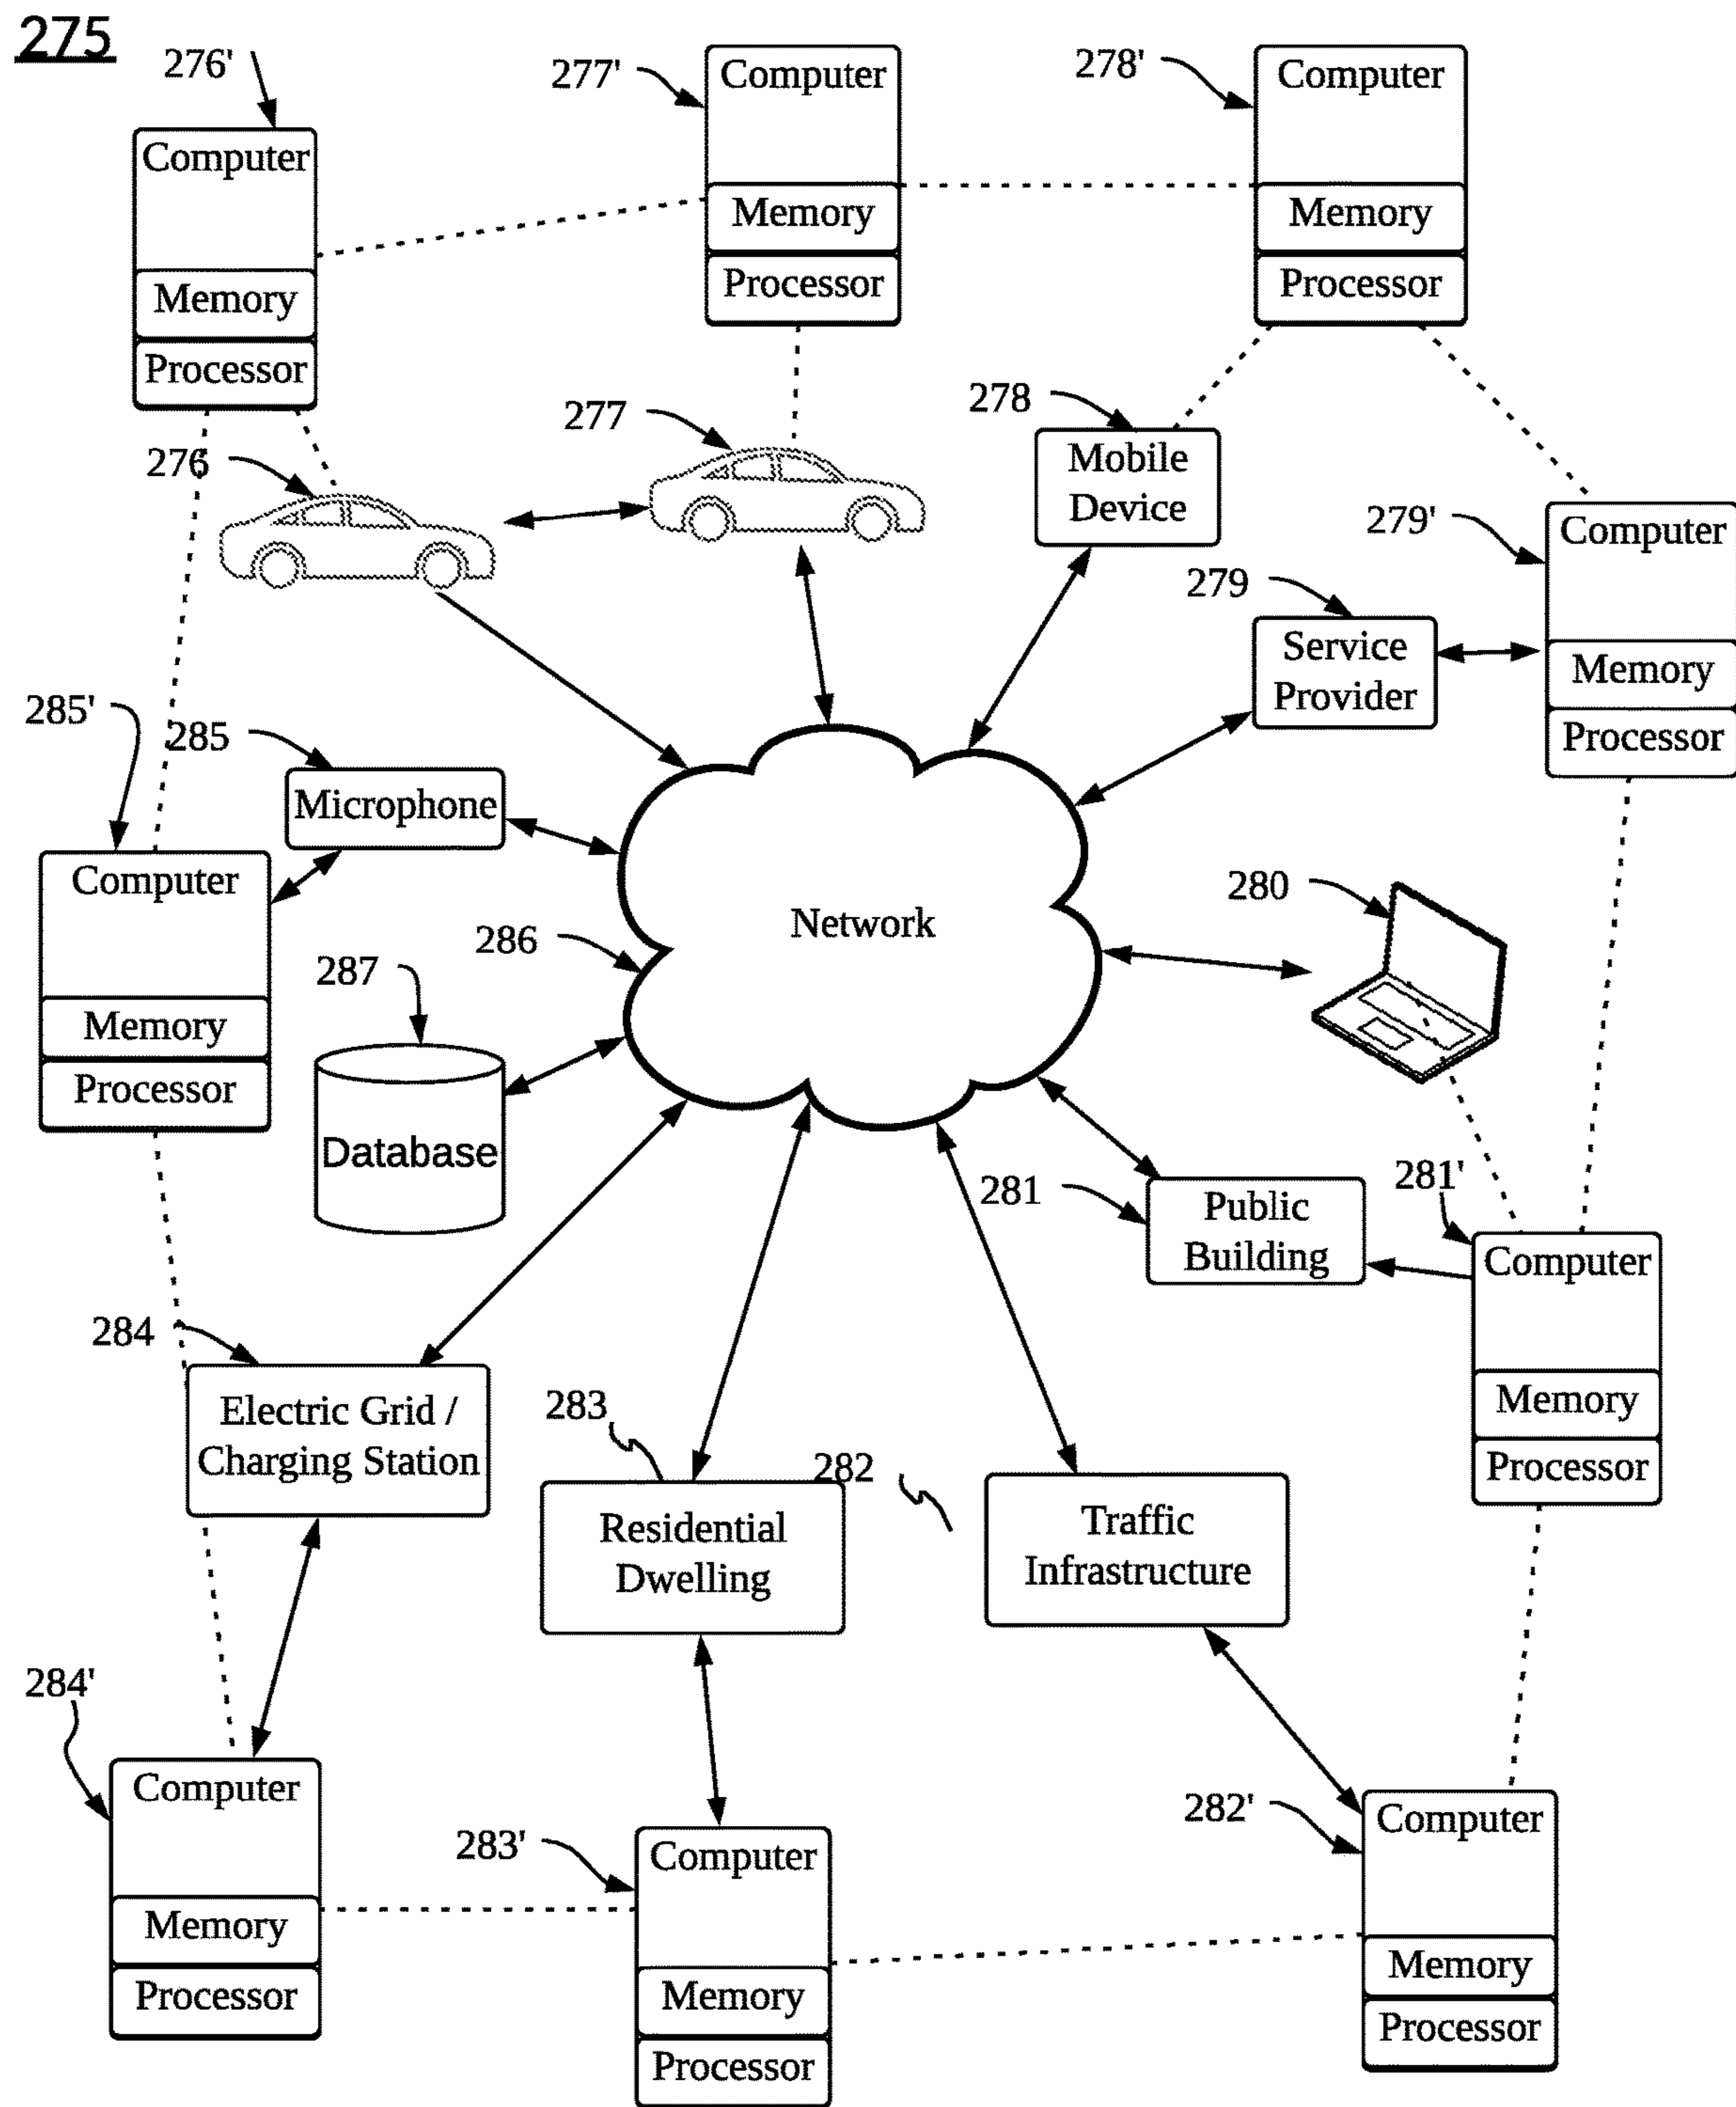 275
276'
277'
Computer
278'
Computer
Computer
Memory
Memory
Memory
Processor
Processor
Processor
277
278
Mobile
Device
276
279'
Computer
279
Service
Provider
Memory
Processor
285'
285
Microphone
Computer
280
Network
286
287
Memory
Processor
Database
281
Public
Building
281'
Computer
284
Electric Grid /
Charging Station
283
282
Memory
Processor
Residential
Dwelling
Traffic
Infrastructure
284'
Computer
282'
Computer
283'
Computer
Memory
Memory
Memory
Processor
Processor
Processor